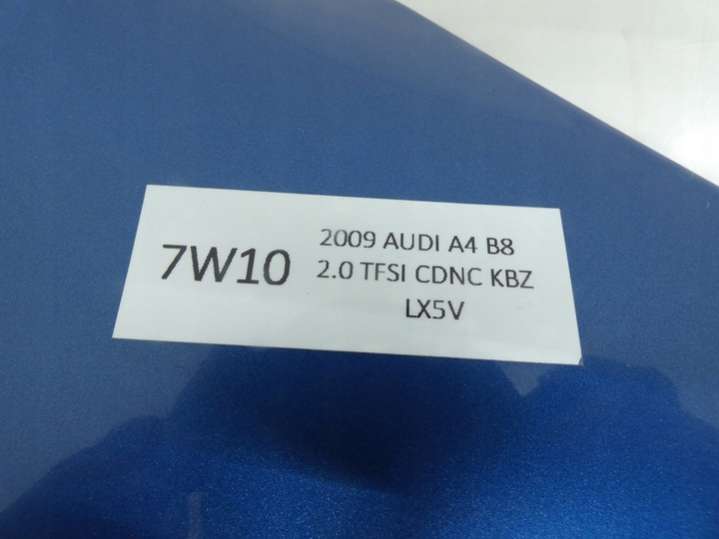 7W10
2009 AUDI A4 B8
2.0 TFSI CDNC KBZ
LX5V